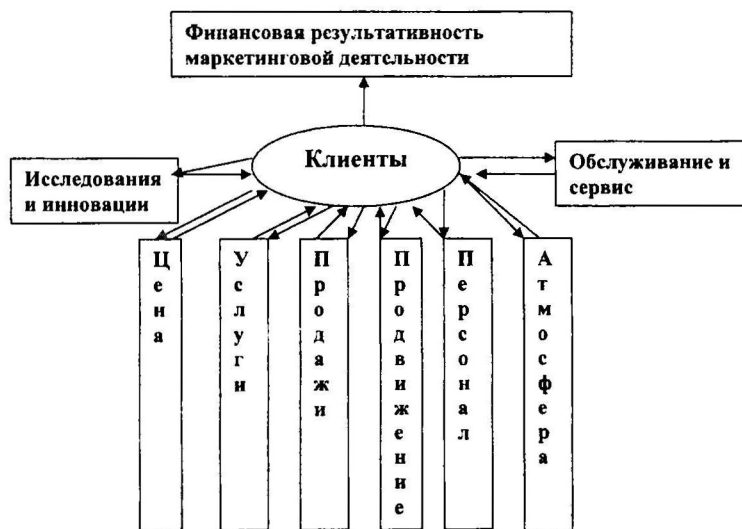 Финансовая результативность
маркетинговой деятельности
Клиенты
Исследования
и инновации
Обслуживание и
сервис
Цена
Услуги
Продажи
Продвижение
Персонал
Атмосфера